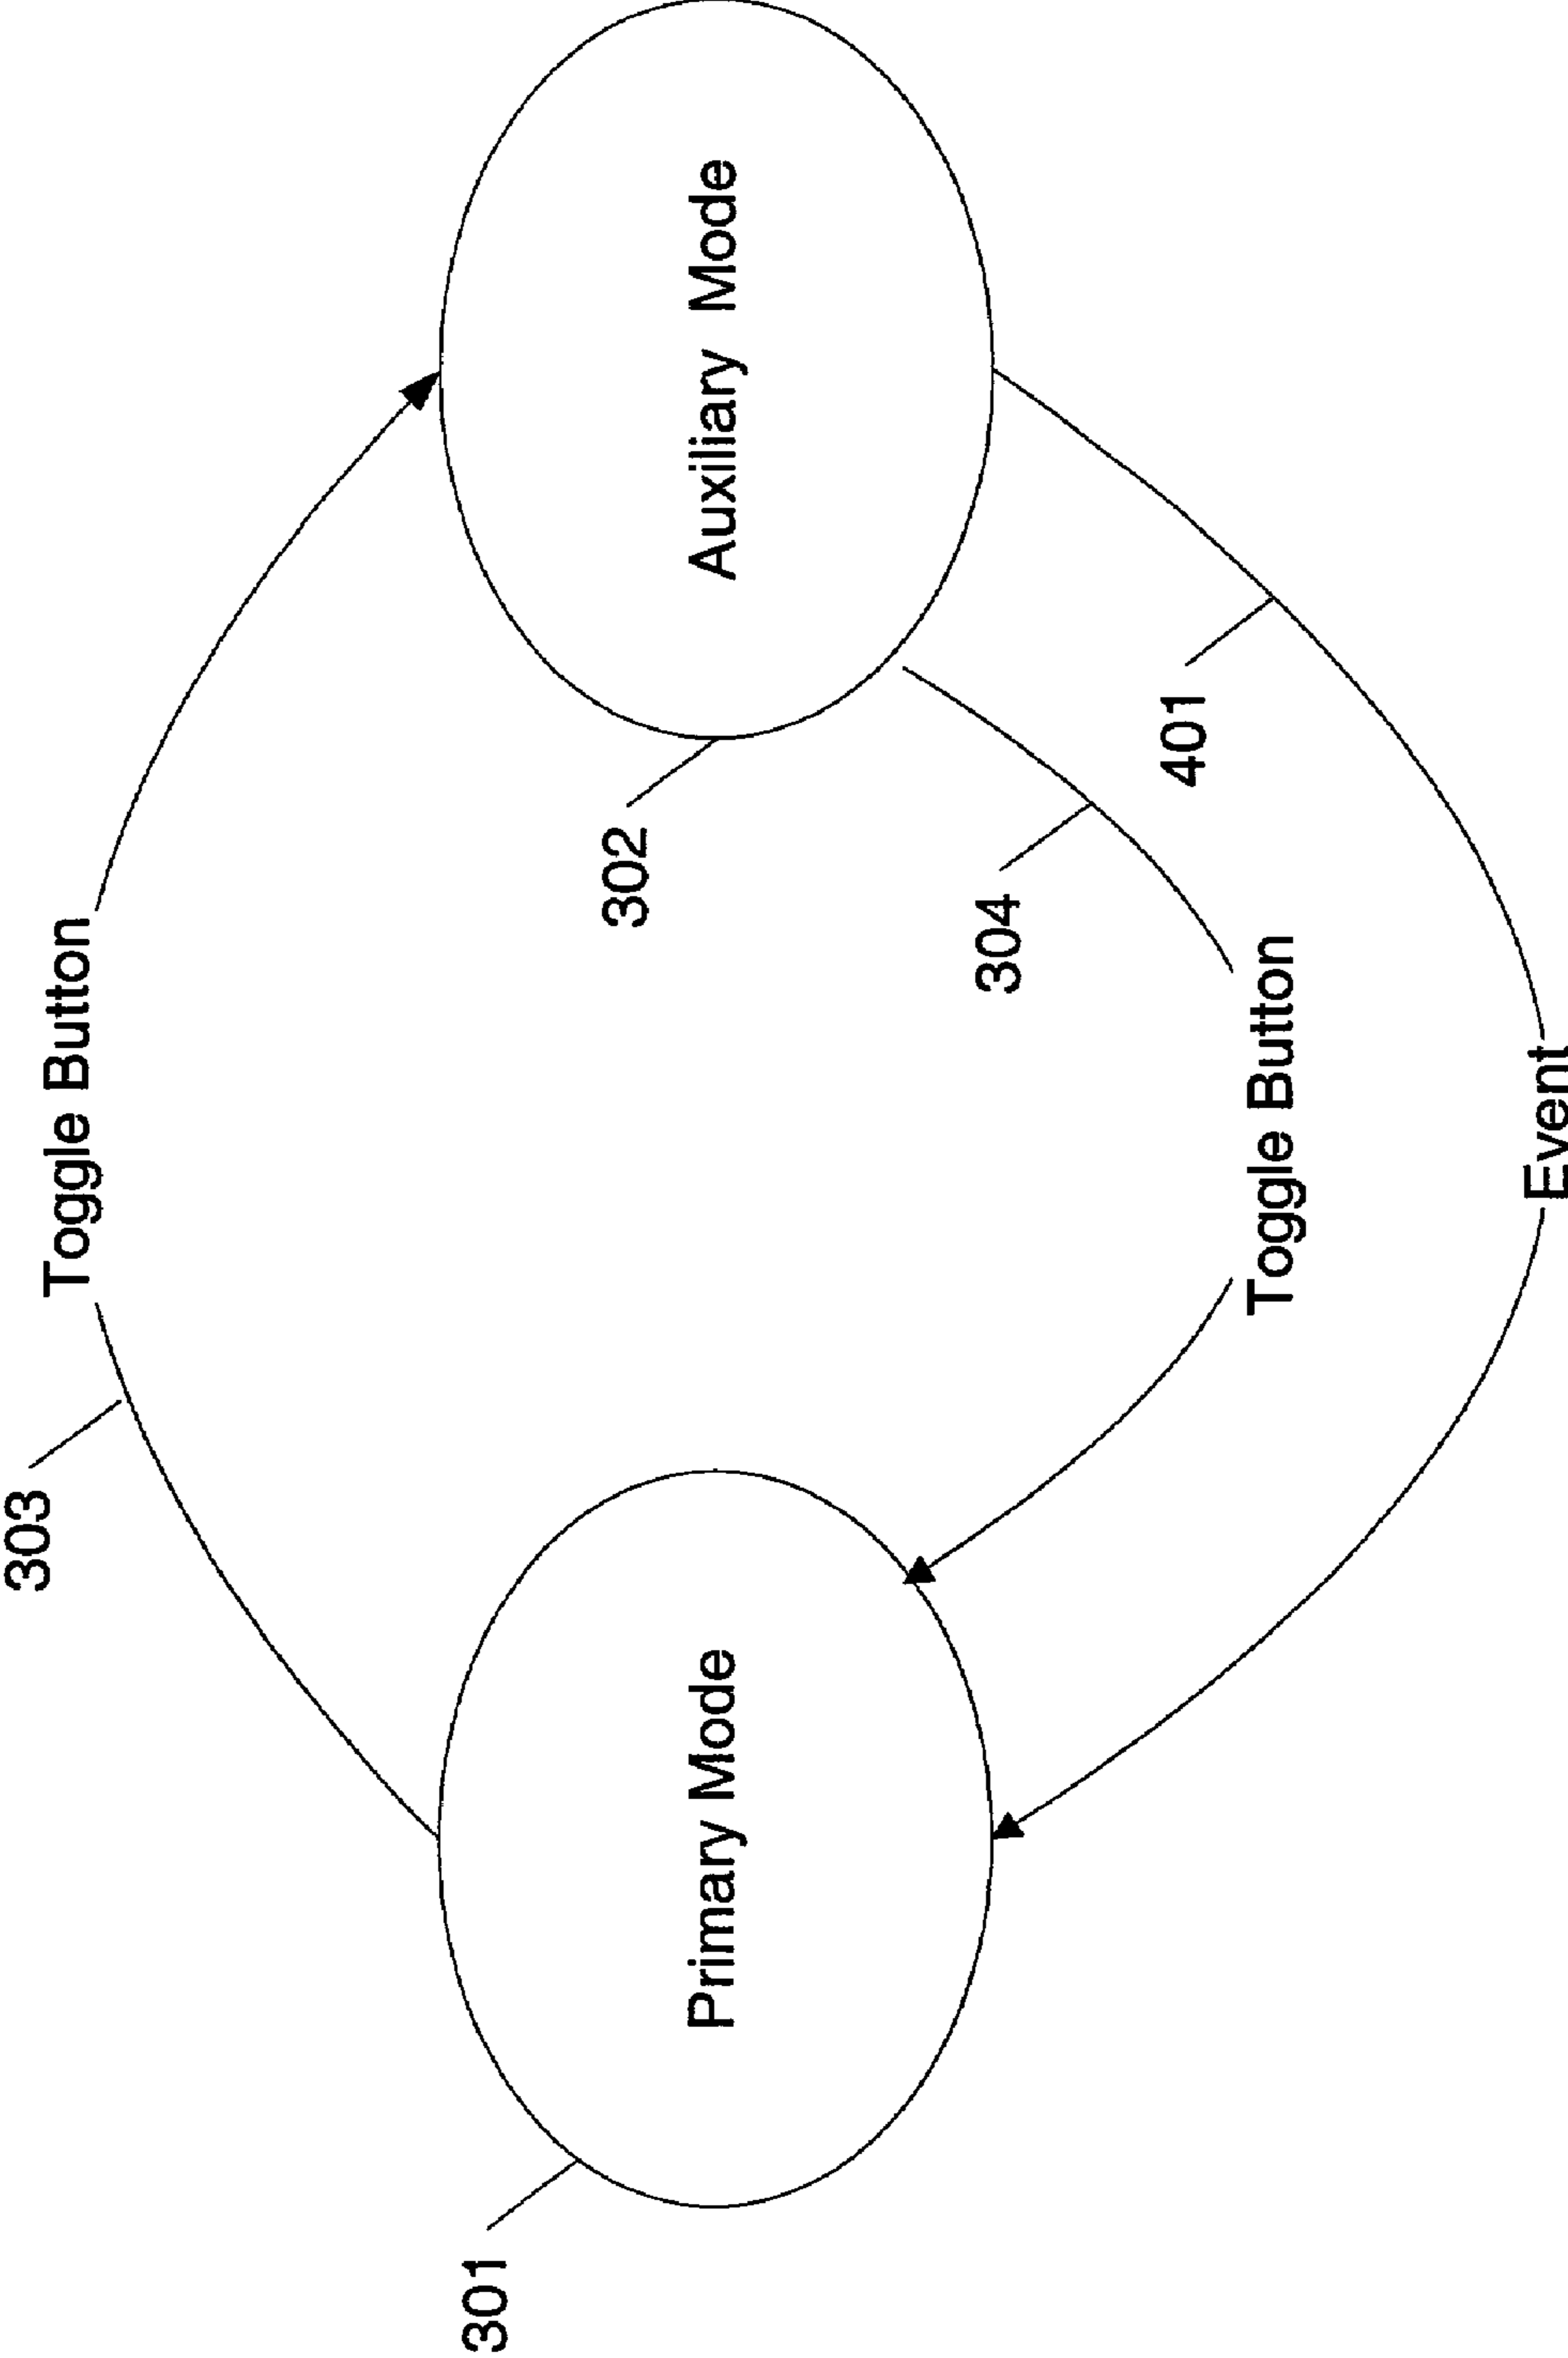 303
Toggle Button
301
Primary Mode
302
Auxiliary Mode
304
Toggle Button
401
Event